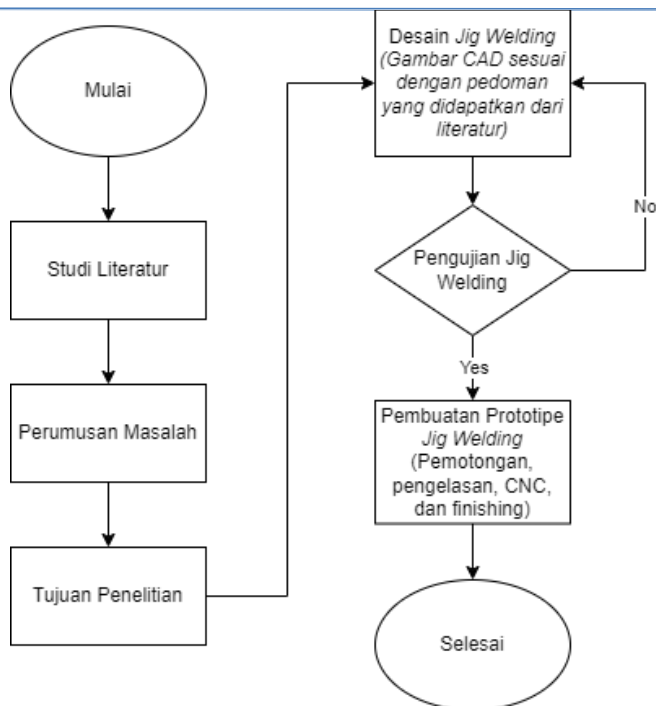 Mulai
Studi Literatur
Perumusan Masalah
Tujuan Penelitian
Desain Jig Welding
(Gambar CAD sesuai
dengan pedoman
yang didapatkan dari
literatur)
Pengujian Jig
Welding
No
Yes
Pembuatan Prototipe
Jig Welding
(Pemotongan,
pengelasan, CNC,
dan finishing)
Selesai